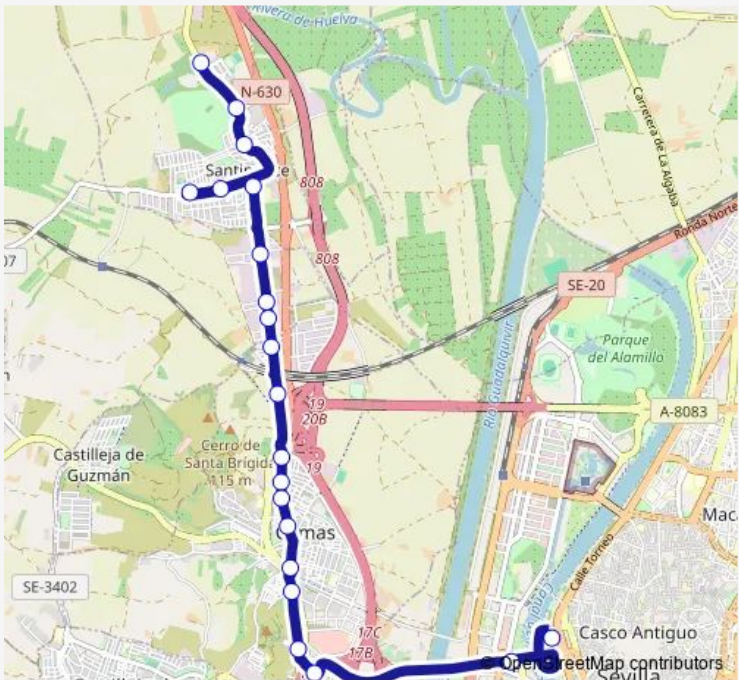 Rivera de Huelva
N-630
Carretera de La Algaba
808
Ronda Norte
808
07
SE-20
Río Guadalquivir
Parque
del Alamillo
19
20B
A-8083
Cerro de
Santa Brígida
115 m
19
Castilleja de
Guzmán
Calle Torneo
SE-3402
17C
17B
Casco Antiguo
© OpenStreetMap contributors
Sevilla